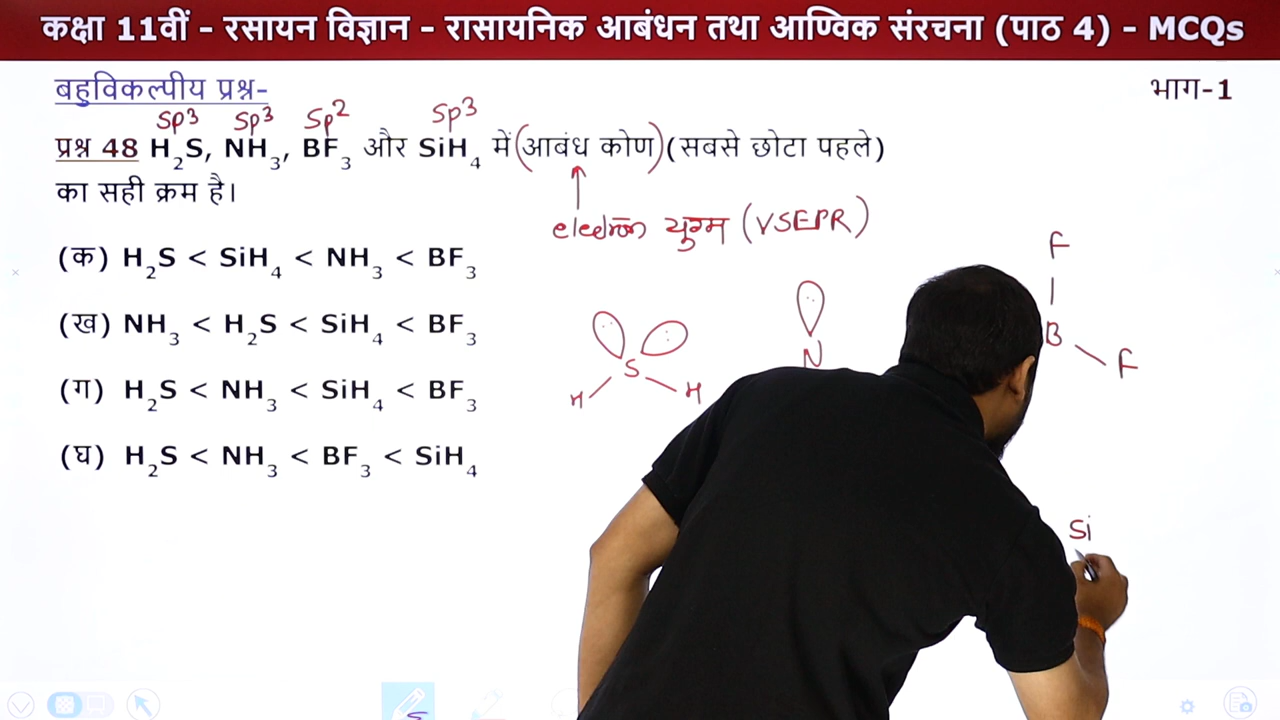 कक्षा 11वीं - रसायन विज्ञान - रासायनिक आबंधन तथा आण्विक संरचना (पाठ 4) - MCQs
बहुविकल्पीय प्रश्न- भाग-1
Sp³ Sp³ Sp² Sp³
प्रश्न 48 H₂S, NH₃, BF₃ और SiH₄ में (आबंध कोण) (सबसे छोटा पहले)
का सही क्रम है।
electron युग्म (VSEPR)
(क) H₂S < SiH₄ < NH₃ < BF₃
(ख) NH₃ < H₂S < SiH₄ < BF₃
(ग) H₂S < NH₃ < SiH₄ < BF₃
(घ) H₂S < NH₃ < BF₃ < SiH₄
S
H H
N
F
B
F
Si